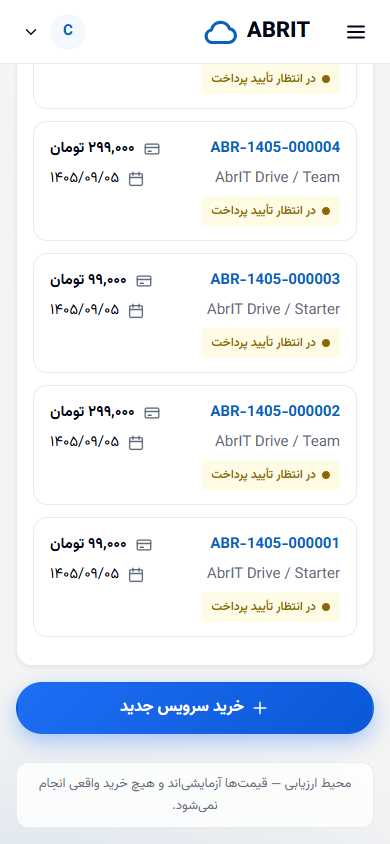 ABRIT
C
در انتظار تأیید پرداخت
ABR-1405-000004
۲۹۹,۰۰۰ تومان
AbrIT Drive / Team
۱۴۰۵/۰۹/۰۵
در انتظار تأیید پرداخت
ABR-1405-000003
۹۹,۰۰۰ تومان
AbrIT Drive / Starter
۱۴۰۵/۰۹/۰۵
در انتظار تأیید پرداخت
ABR-1405-000002
۲۹۹,۰۰۰ تومان
AbrIT Drive / Team
۱۴۰۵/۰۹/۰۵
در انتظار تأیید پرداخت
ABR-1405-000001
۹۹,۰۰۰ تومان
AbrIT Drive / Starter
۱۴۰۵/۰۹/۰۵
در انتظار تأیید پرداخت
خرید سرویس جدید
محیط ارزیابی — قیمت‌ها آزمایشی‌اند و هیچ خرید واقعی انجام
نمی‌شود.